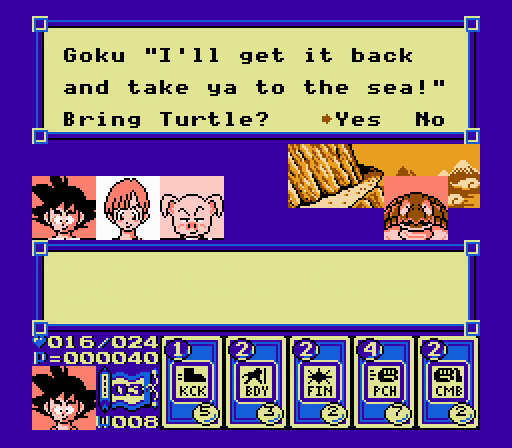 Goku "I'll get it back
and take ya to the sea!"
Bring Turtle? Yes No
016/024
P=000040
03
W008
1 2 2 4 2
KCK BDY FIN PCH CMB
5 3 2 7 2